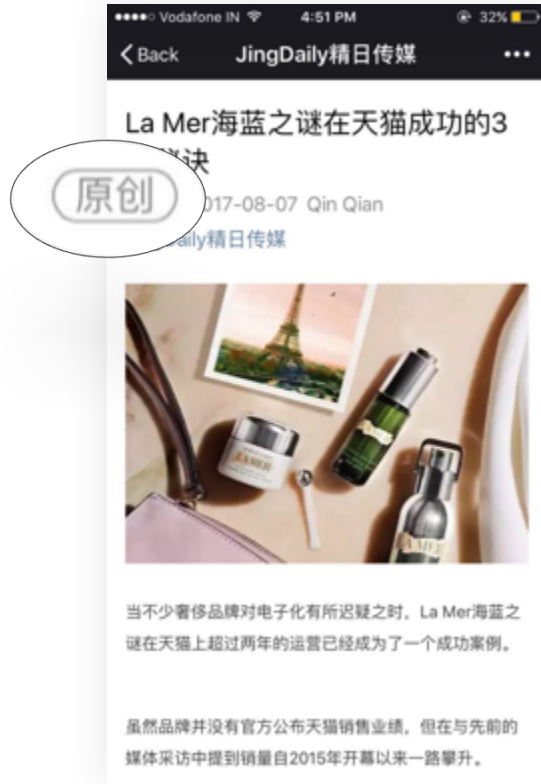 Vodafone IN 4:51 PM 32%
Back JingDaily精日传媒
La Mer海蓝之谜在天猫成功的3
诀
原创 017-08-07 Qin Qian
aily精日传媒
LA MER
LA MER
当不少奢侈品牌对电子化有所迟疑之时，La Mer海蓝之
谜在天猫上超过两年的运营已经成为了一个成功案例。
虽然品牌并没有官方公布天猫销售业绩，但在与先前的
媒体采访中提到销量自2015年开幕以来一路攀升。